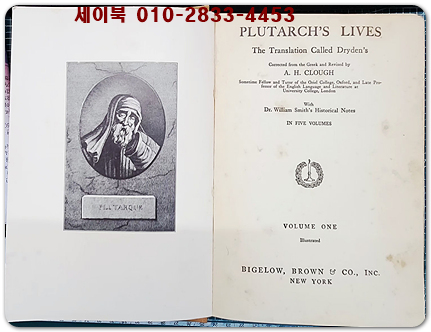 세이북 010-2833-4453
PLUTARQUE
PLUTARCH'S LIVES
The Translation Called Dryden's
Corrected from the Greek and Revised by
A. H. CLOUGH
Sometime Fellow and Tutor of the Oriel College, Oxford, and Late Pro-
fessor of the English Language and Literature at
University College, London
With
Dr. William Smith's Historical Notes
IN FIVE VOLUMES
VOLUME ONE
Illustrated
BIGELOW, BROWN & CO., INC.
NEW YORK